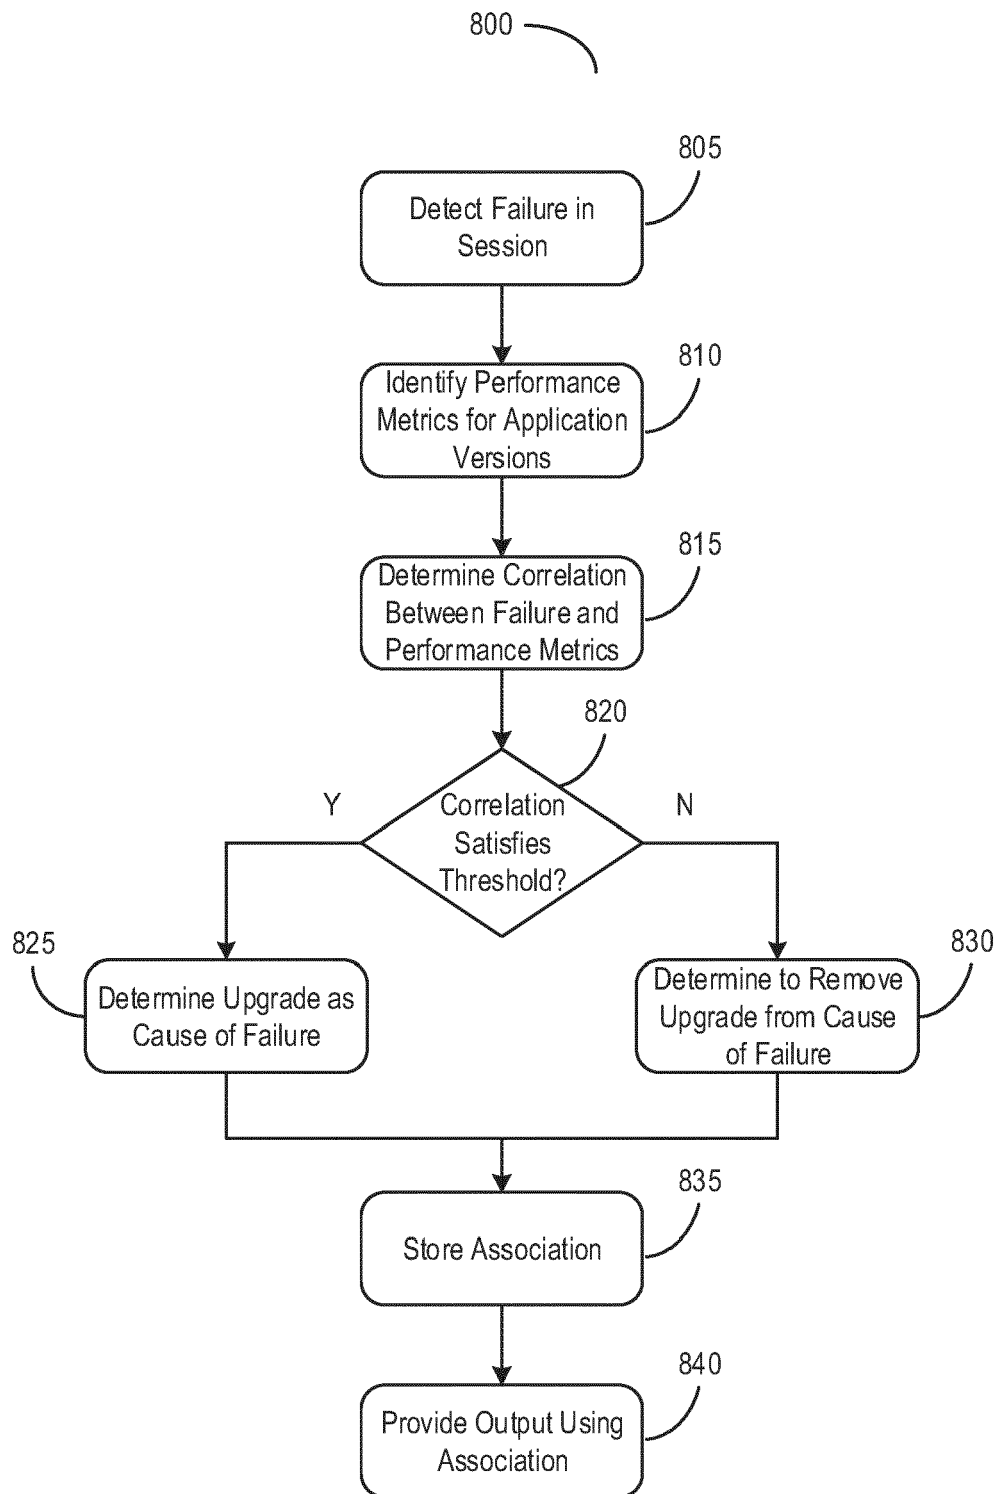 800
805
Detect Failure in
Session
810
Identify Performance
Metrics for Application
Versions
815
Determine Correlation
Between Failure and
Performance Metrics
820
Y
Correlation
Satisfies
Threshold?
N
825
Determine Upgrade as
Cause of Failure
830
Determine to Remove
Upgrade from Cause
of Failure
835
Store Association
840
Provide Output Using
Association